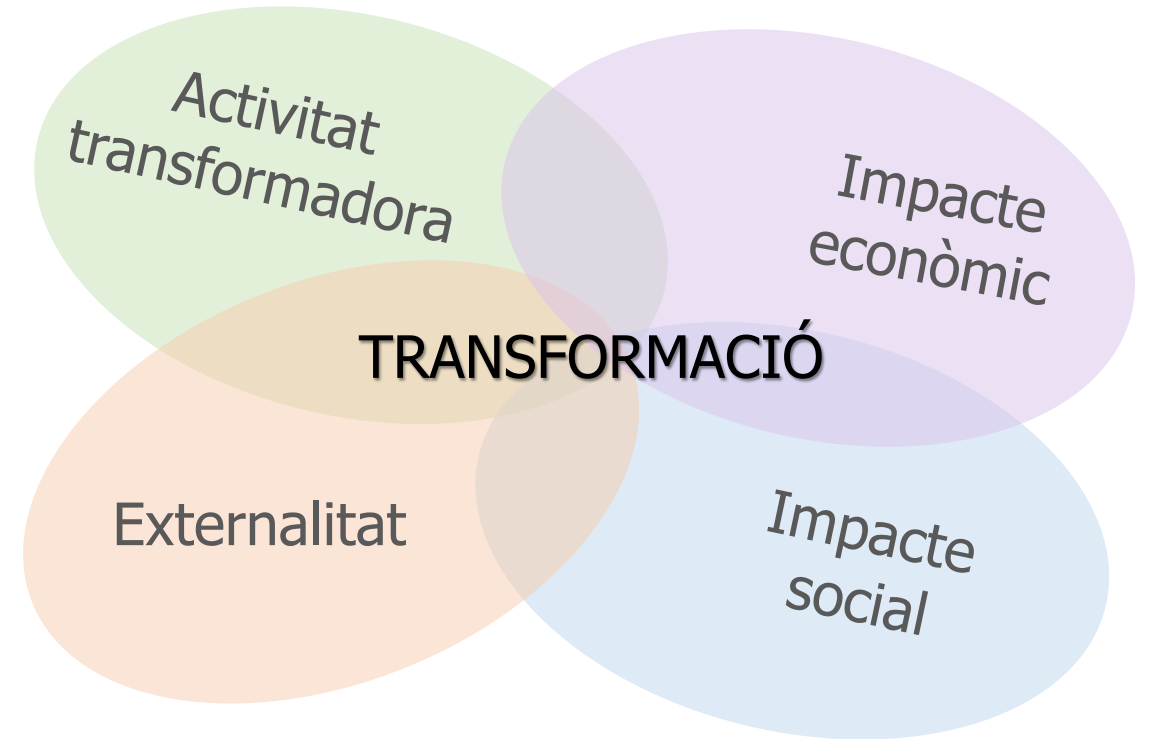 Activitat
transformadora
Impacte
econòmic
TRANSFORMACIÓ
Externalitat
Impacte
social